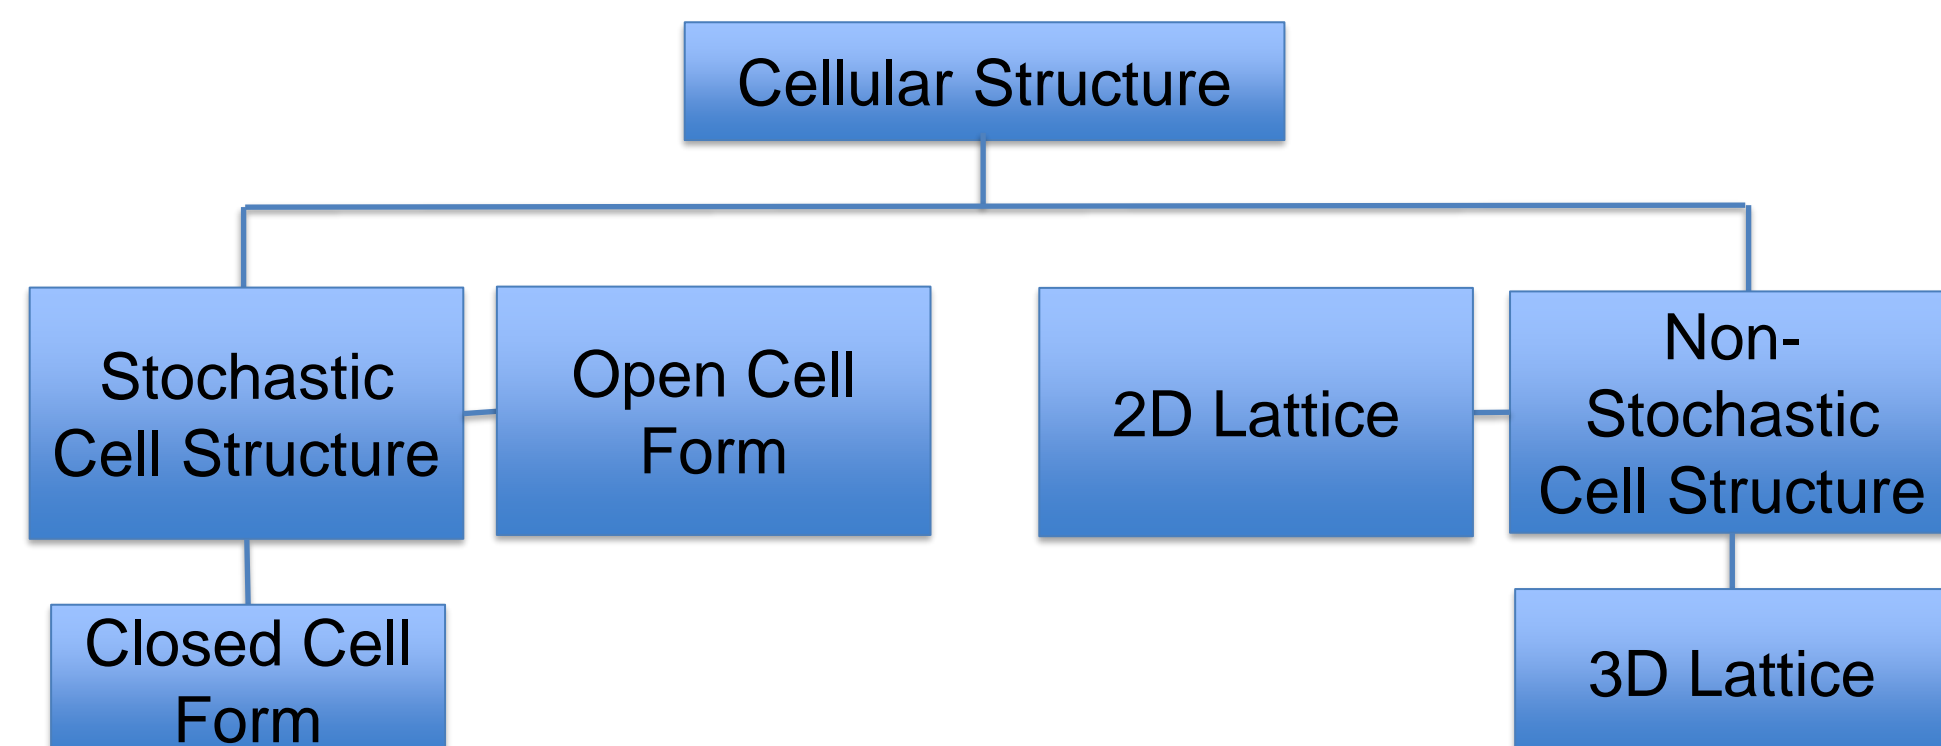 Cellular Structure
Stochastic
Cell Structure
Open Cell
Form
2D Lattice
Non-
Stochastic
Cell Structure
Closed Cell
Form
3D Lattice